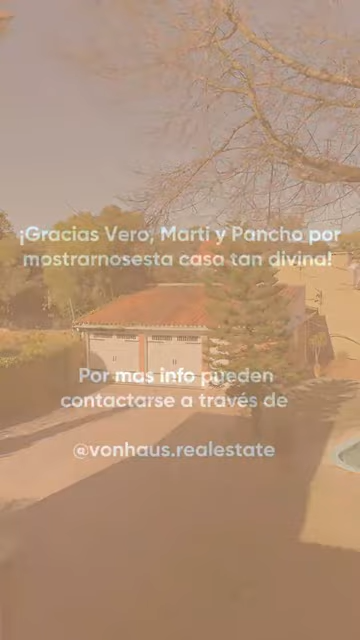 ¡Gracias Vero, Marti y Pancho por
mostrarnosesta casa tan divina!
Por mas info pueden
contactarse a través de
@vonhaus.realestate